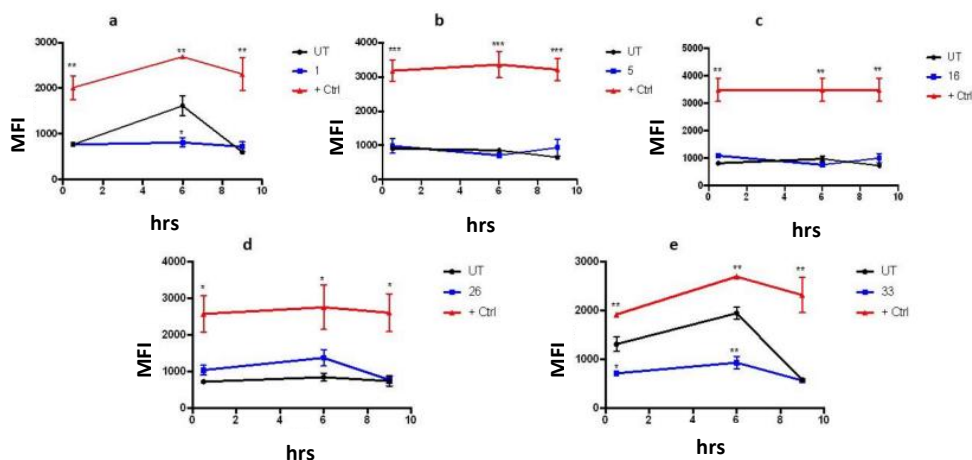 a
3000
2000
1000
0
MFI
0 2 4 6 8 10
hrs
** ** **
*
UT
1
+ Ctrl
b
4000
3000
2000
1000
0
0 2 4 6 8 10
hrs
*** *** ***
UT
5
+ Ctrl
c
5000
4000
3000
2000
1000
0
MFI
0 2 4 6 8 10
hrs
** ** **
UT
16
+ Ctrl
d
4000
3000
2000
1000
0
MFI
0 2 4 6 8 10
hrs
* * *
UT
26
+ Ctrl
e
3000
2000
1000
0
MFI
0 2 4 6 8 10
hrs
** ** **
* **
UT
33
+ Ctrl